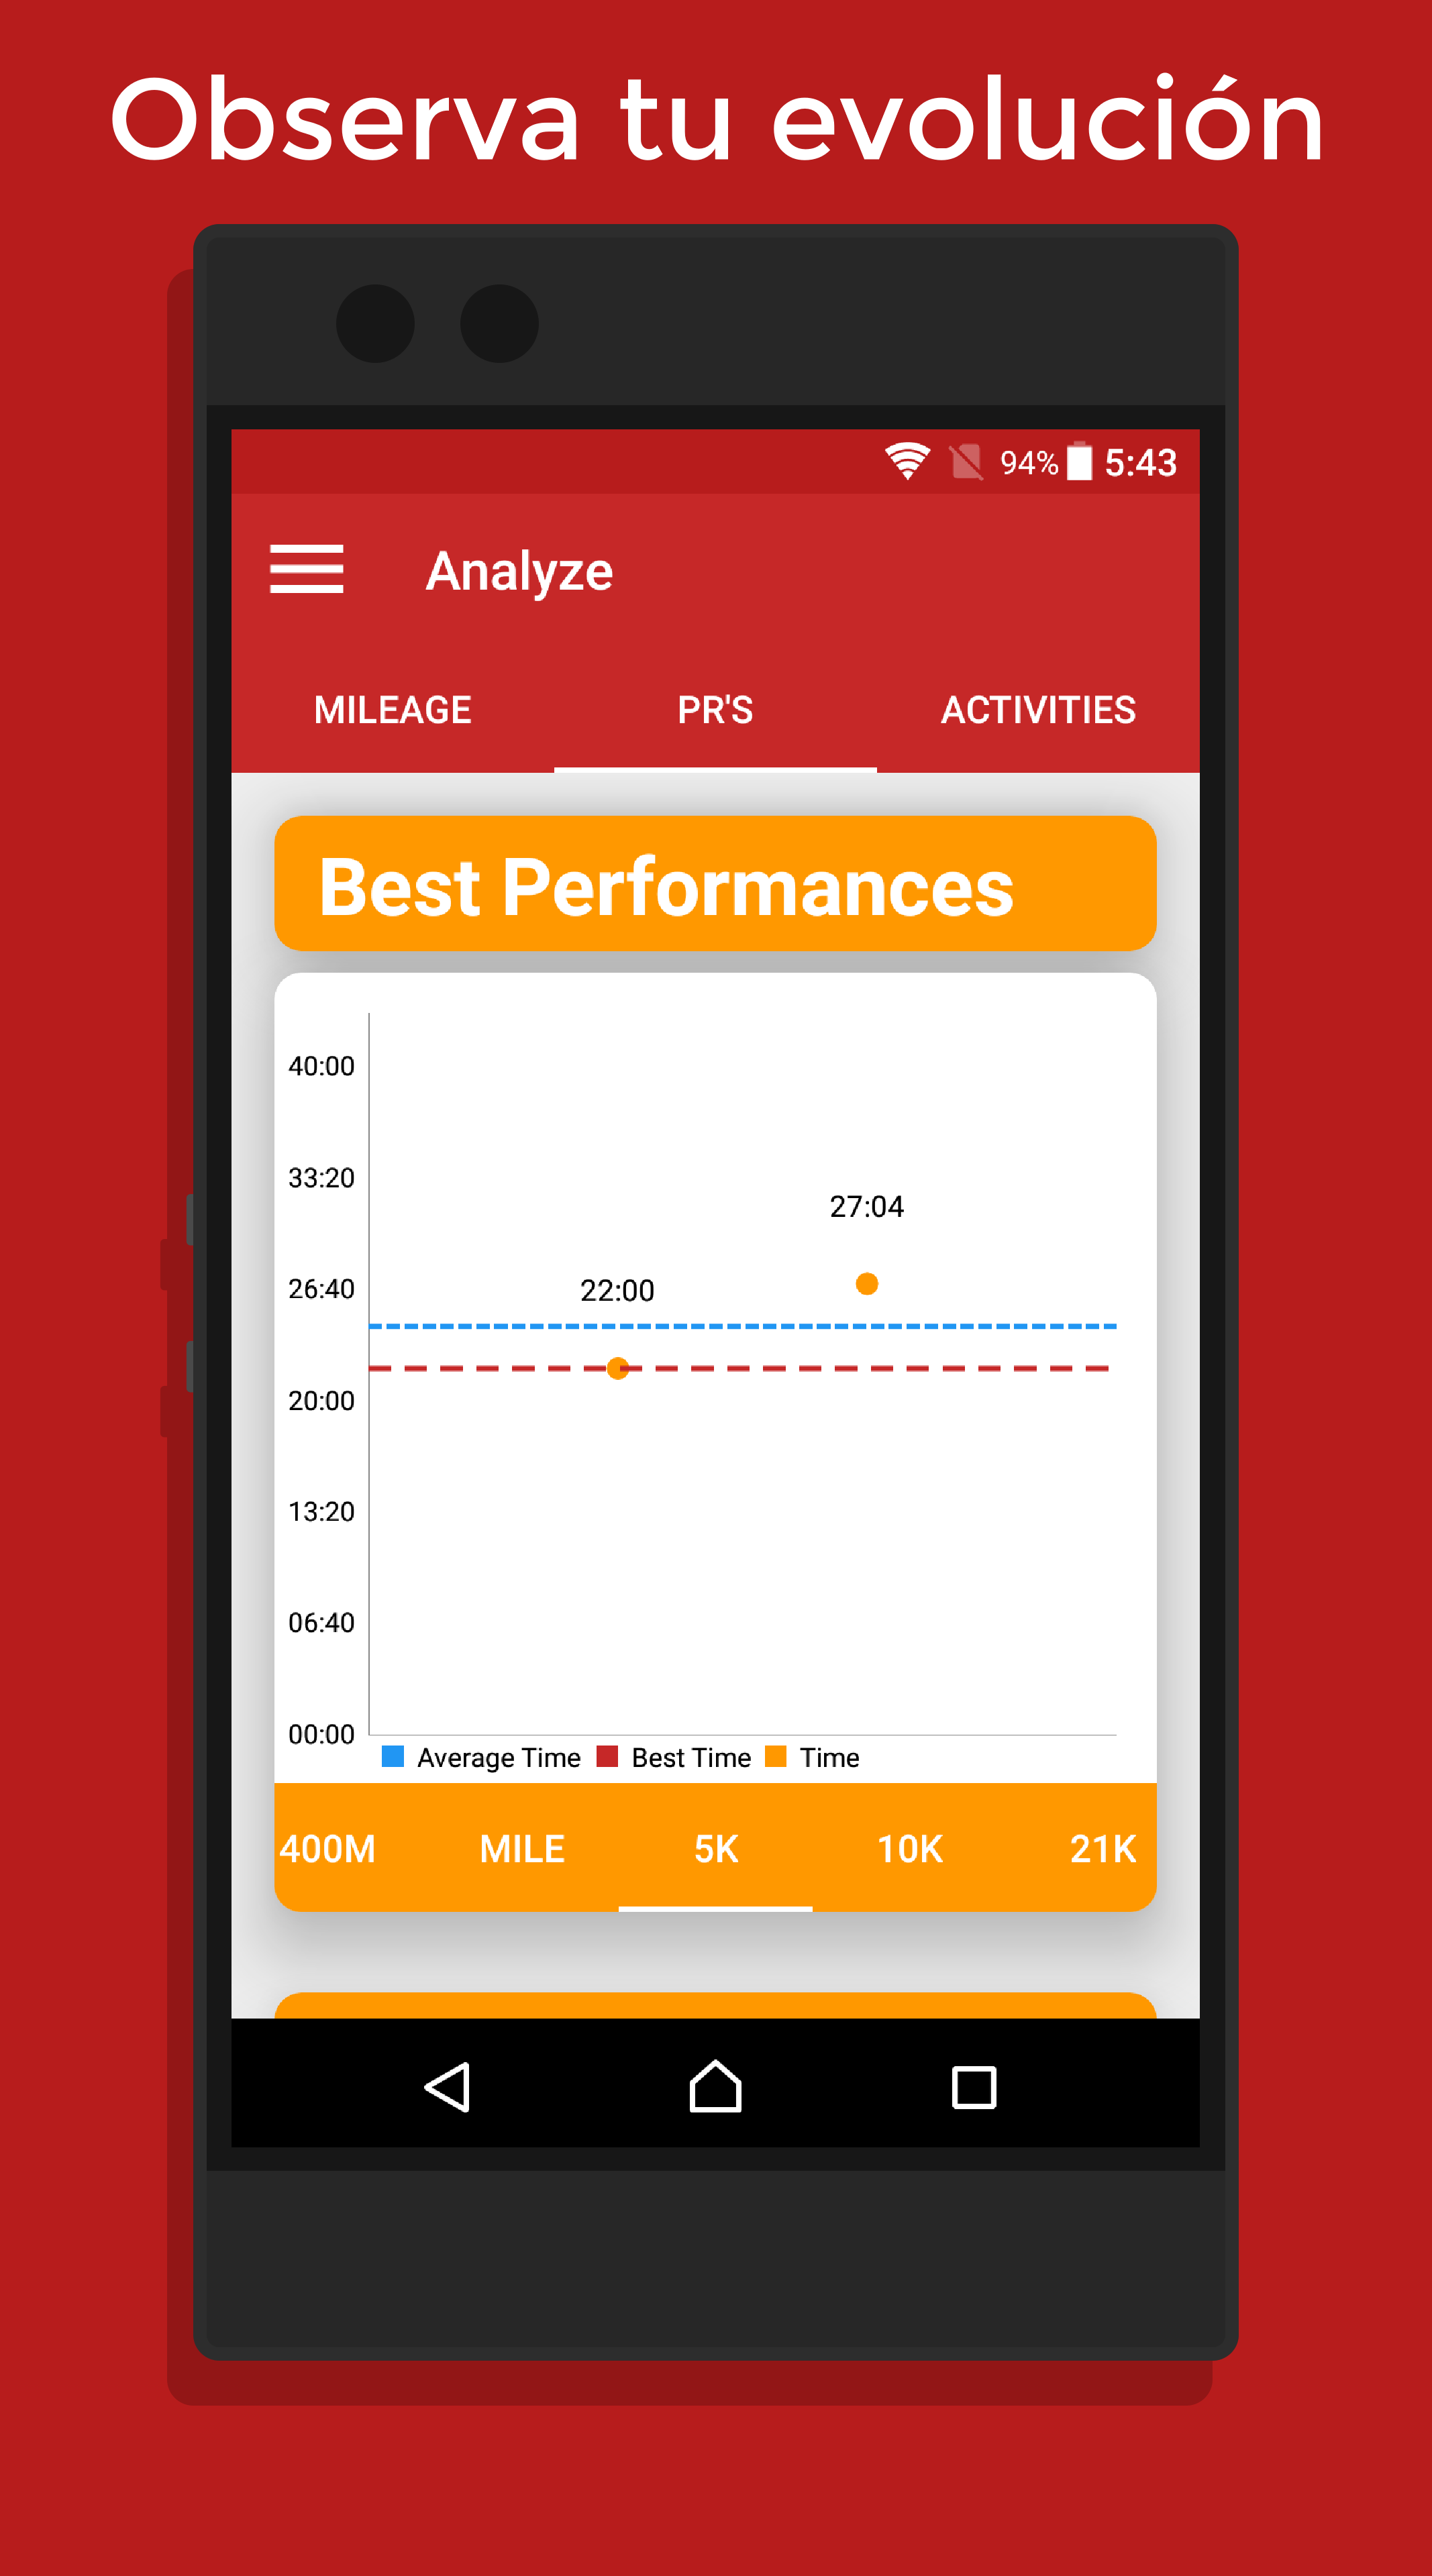 Observa tu evolución
94% 5:43
Analyze
MILEAGE PR'S ACTIVITIES
Best Performances
40:00
33:20
27:04
26:40
22:00
20:00
13:20
06:40
00:00
Average Time Best Time Time
400M MILE 5K 10K 21K